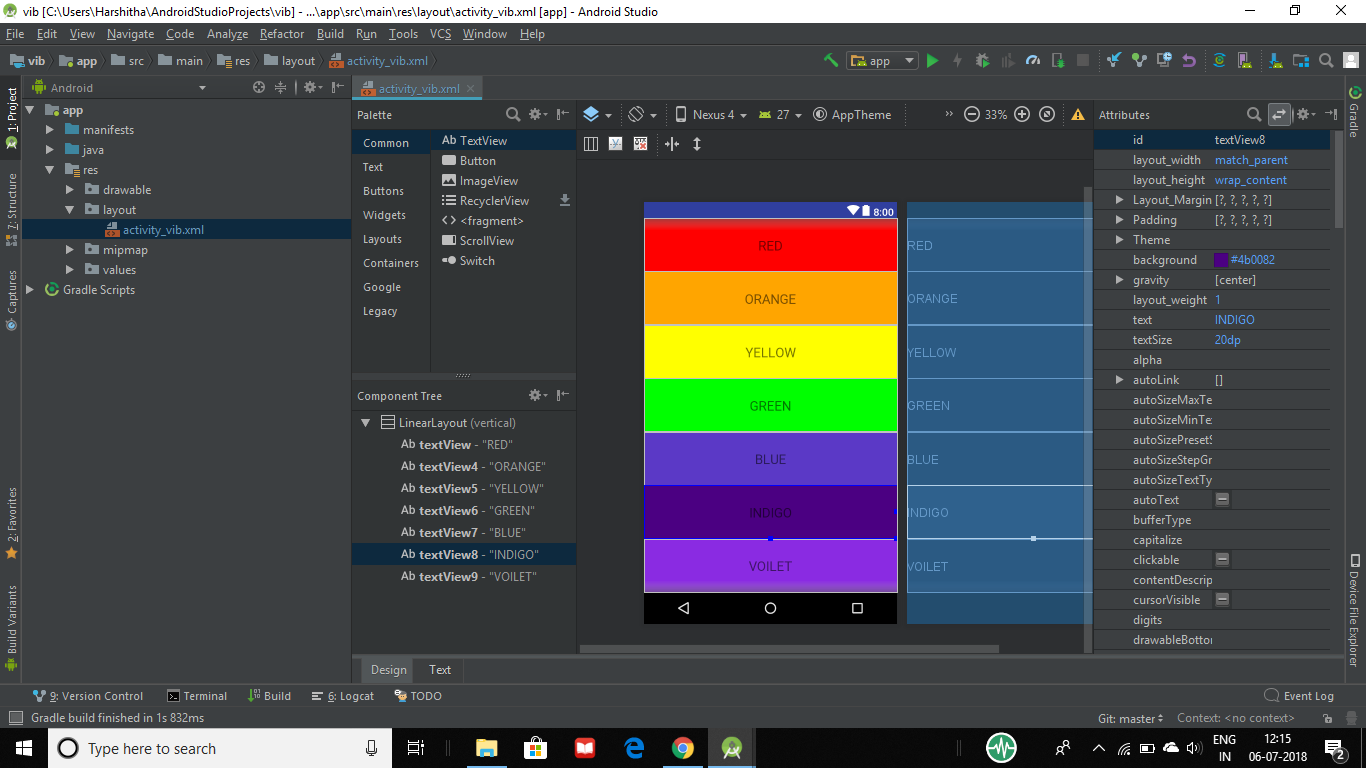 vib [C:\Users\Harshitha\AndroidStudioProjects\vib] - ...\app\src\main\res\layout\activity_vib.xml [app] - Android Studio
File Edit View Navigate Code Analyze Refactor Build Run Tools VCS Window Help
vib app src main res layout activity_vib.xml app
1: Project
7: Structure
Captures
2: Favorites
Build Variants
Android
app
manifests
java
res
drawable
layout
activity_vib.xml
mipmap
values
Gradle Scripts
activity_vib.xml
Palette
Common
Text
Buttons
Widgets
Layouts
Containers
Google
Legacy
Ab TextView
Button
ImageView
RecyclerView
<fragment>
ScrollView
Switch
Component Tree
LinearLayout (vertical)
Ab textView - "RED"
Ab textView4 - "ORANGE"
Ab textView5 - "YELLOW"
Ab textView6 - "GREEN"
Ab textView7 - "BLUE"
Ab textView8 - "INDIGO"
Ab textView9 - "VOILET"
Nexus 4 27 AppTheme 33%
8:00
RED
ORANGE
YELLOW
GREEN
BLUE
INDIGO
VOILET
RED
ORANGE
YELLOW
GREEN
BLUE
INDIGO
VOILET
Attributes
id textView8
layout_width match_parent
layout_height wrap_content
Layout_Margin [?, ?, ?, ?, ?]
Padding [?, ?, ?, ?, ?]
Theme
background #4b0082
gravity [center]
layout_weight 1
text INDIGO
textSize 20dp
alpha
autoLink []
autoSizeMaxTe
autoSizeMinTe
autoSizePresetS
autoSizeStepGr
autoSizeTextTy
autoText
bufferType
capitalize
clickable
contentDescrip
cursorVisible
digits
drawableBotto
Gradle
Device File Explorer
Design Text
9: Version Control Terminal Build 6: Logcat TODO Event Log
Gradle build finished in 1s 832ms Git: master Context: <no context>
Type here to search
ENG
IN
12:15
06-07-2018
2